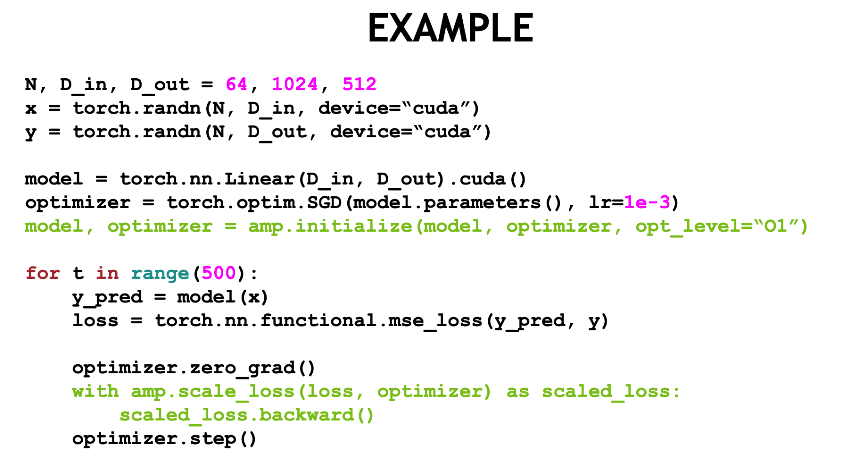 EXAMPLE
N, D_in, D_out = 64, 1024, 512
x = torch.randn(N, D_in, device=“cuda”)
y = torch.randn(N, D_out, device=“cuda”)
model = torch.nn.Linear(D_in, D_out).cuda()
optimizer = torch.optim.SGD(model.parameters(), lr=1e-3)
model, optimizer = amp.initialize(model, optimizer, opt_level=“O1”)
for t in range(500):
    y_pred = model(x)
    loss = torch.nn.functional.mse_loss(y_pred, y)
    optimizer.zero_grad()
    with amp.scale_loss(loss, optimizer) as scaled_loss:
        scaled_loss.backward()
    optimizer.step()